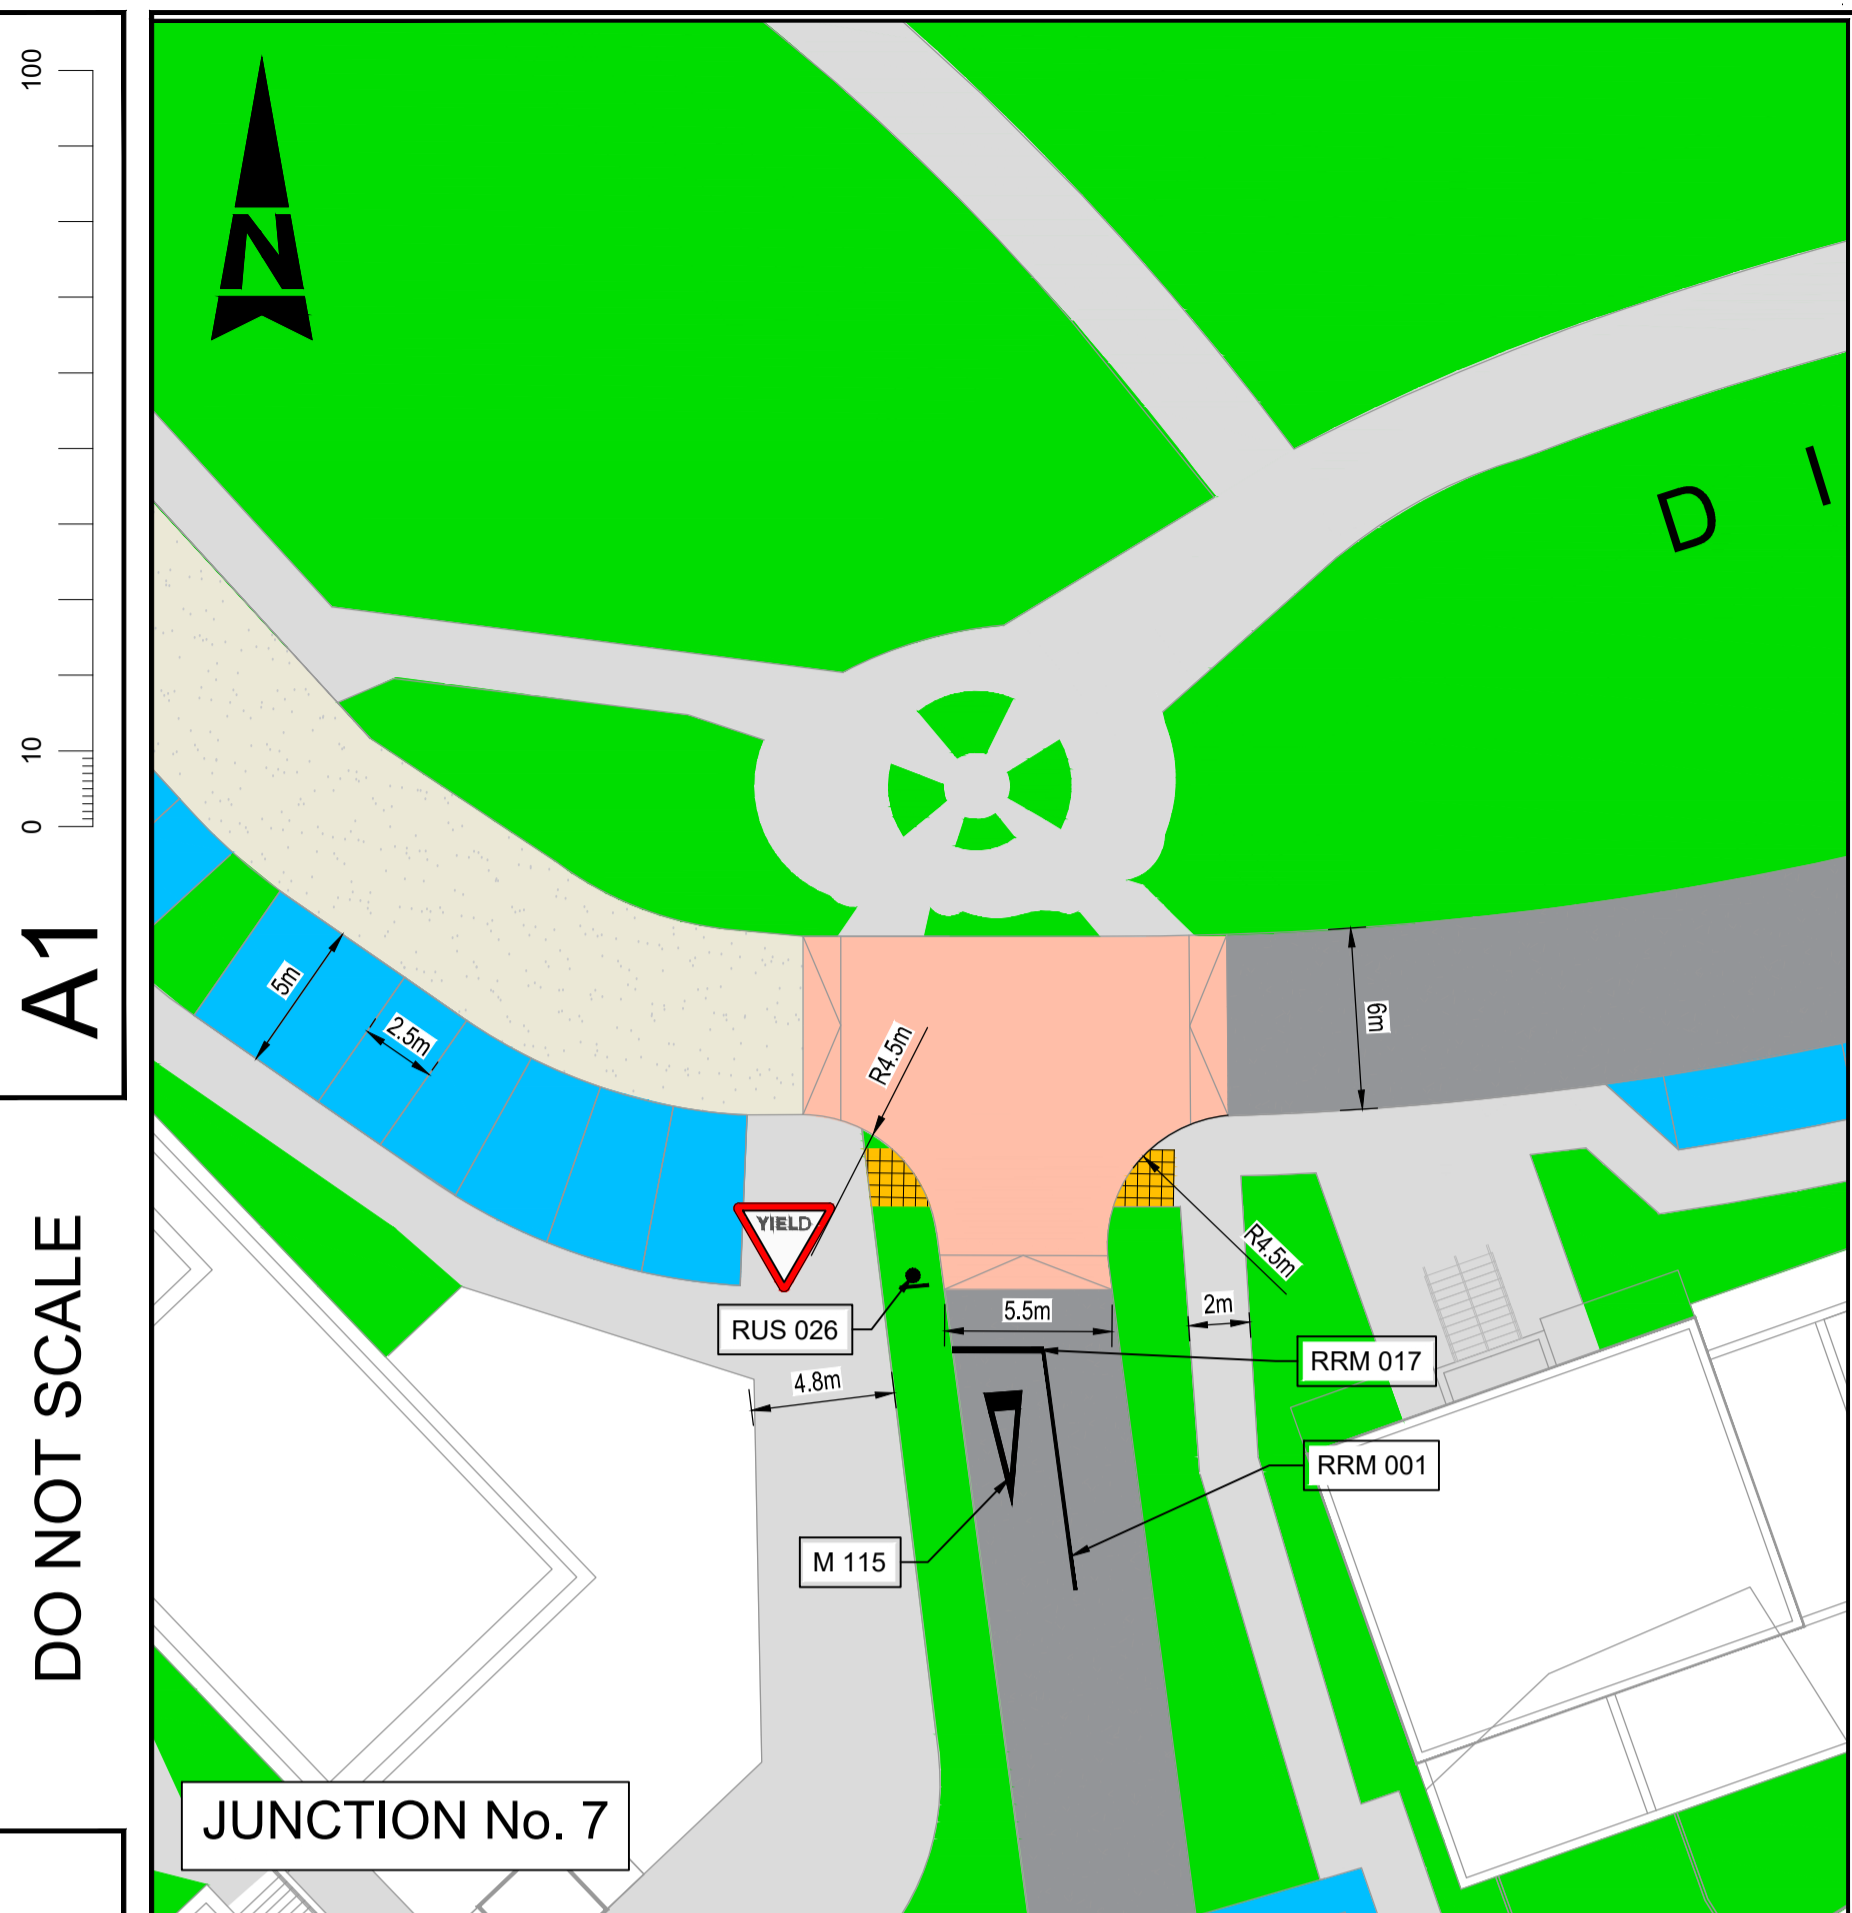 100
10
0
A1
DO NOT SCALE
N
D I
5m
2.5m
R4.5m
6m
YIELD
R4.5m
RUS 026
5.5m
2m
4.8m
RRM 017
RRM 001
M 115
JUNCTION No. 7